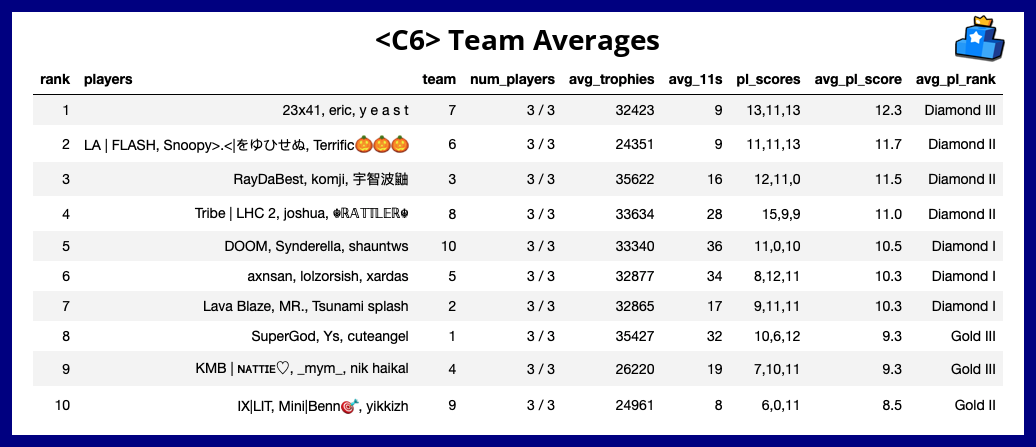 <C6> Team Averages
rank players team num_players avg_trophies avg_11s pl_scores avg_pl_score avg_pl_rank
1 23x41, eric, y e a s t 7 3 / 3 32423 9 13,11,13 12.3 Diamond III
2 LA | FLASH, Snoopy>.<|をゆひせぬ, Terrific🎃🎃🎃 6 3 / 3 24351 9 11,11,13 11.7 Diamond II
3 RayDaBest, komji, 宇智波鼬 3 3 / 3 35622 16 12,11,0 11.5 Diamond II
4 Tribe | LHC 2, joshua, ☬ℝ𝔸𝕋𝕋𝕃𝔼ℝ☬ 8 3 / 3 33634 28 15,9,9 11.0 Diamond II
5 DOOM, Synderella, shauntws 10 3 / 3 33340 36 11,0,10 10.5 Diamond I
6 axnsan, lolzorsish, xardas 5 3 / 3 32877 34 8,12,11 10.3 Diamond I
7 Lava Blaze, MR., Tsunami splash 2 3 / 3 32865 17 9,11,11 10.3 Diamond I
8 SuperGod, Ys, cuteangel 1 3 / 3 35427 32 10,6,12 9.3 Gold III
9 KMB | ɴᴀᴛᴛɪᴇ♡, _mym_, nik haikal 4 3 / 3 26220 19 7,10,11 9.3 Gold III
10 IX|LIT, Mini|Benn🎯, yikkizh 9 3 / 3 24961 8 6,0,11 8.5 Gold II